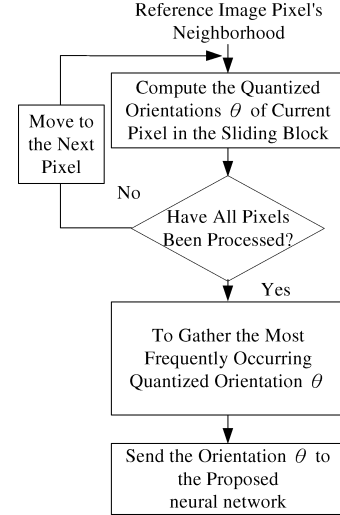 Reference Image Pixel's
Neighborhood
Compute the Quantized
Orientations θ of Current
Pixel in the Sliding Block
Move to
the Next
Pixel
No
Have All Pixels
Been Processed?
Yes
To Gather the Most
Frequently Occurring
Quantized Orientation θ
Send the Orientation θ to
the Proposed
neural network